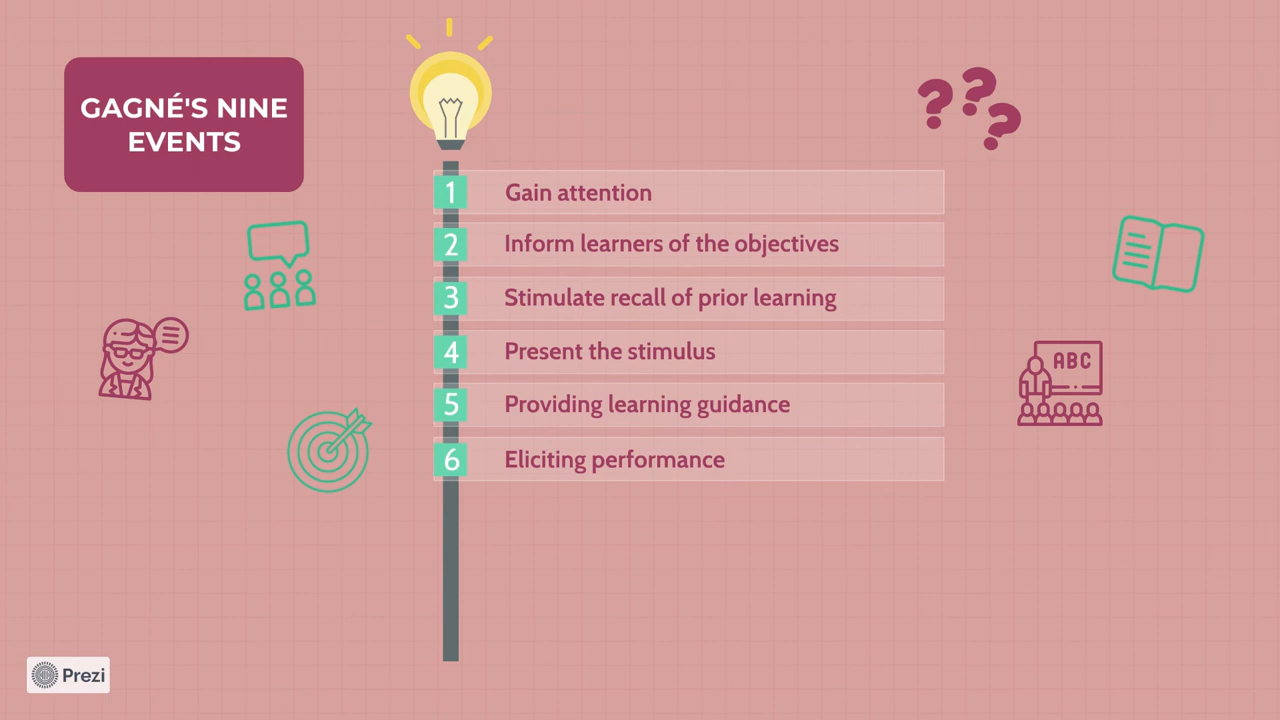 GAGNÉ'S NINE
EVENTS
? ? ?
1 Gain attention
2 Inform learners of the objectives
3 Stimulate recall of prior learning
4 Present the stimulus
5 Providing learning guidance
6 Eliciting performance
ABC
Prezi